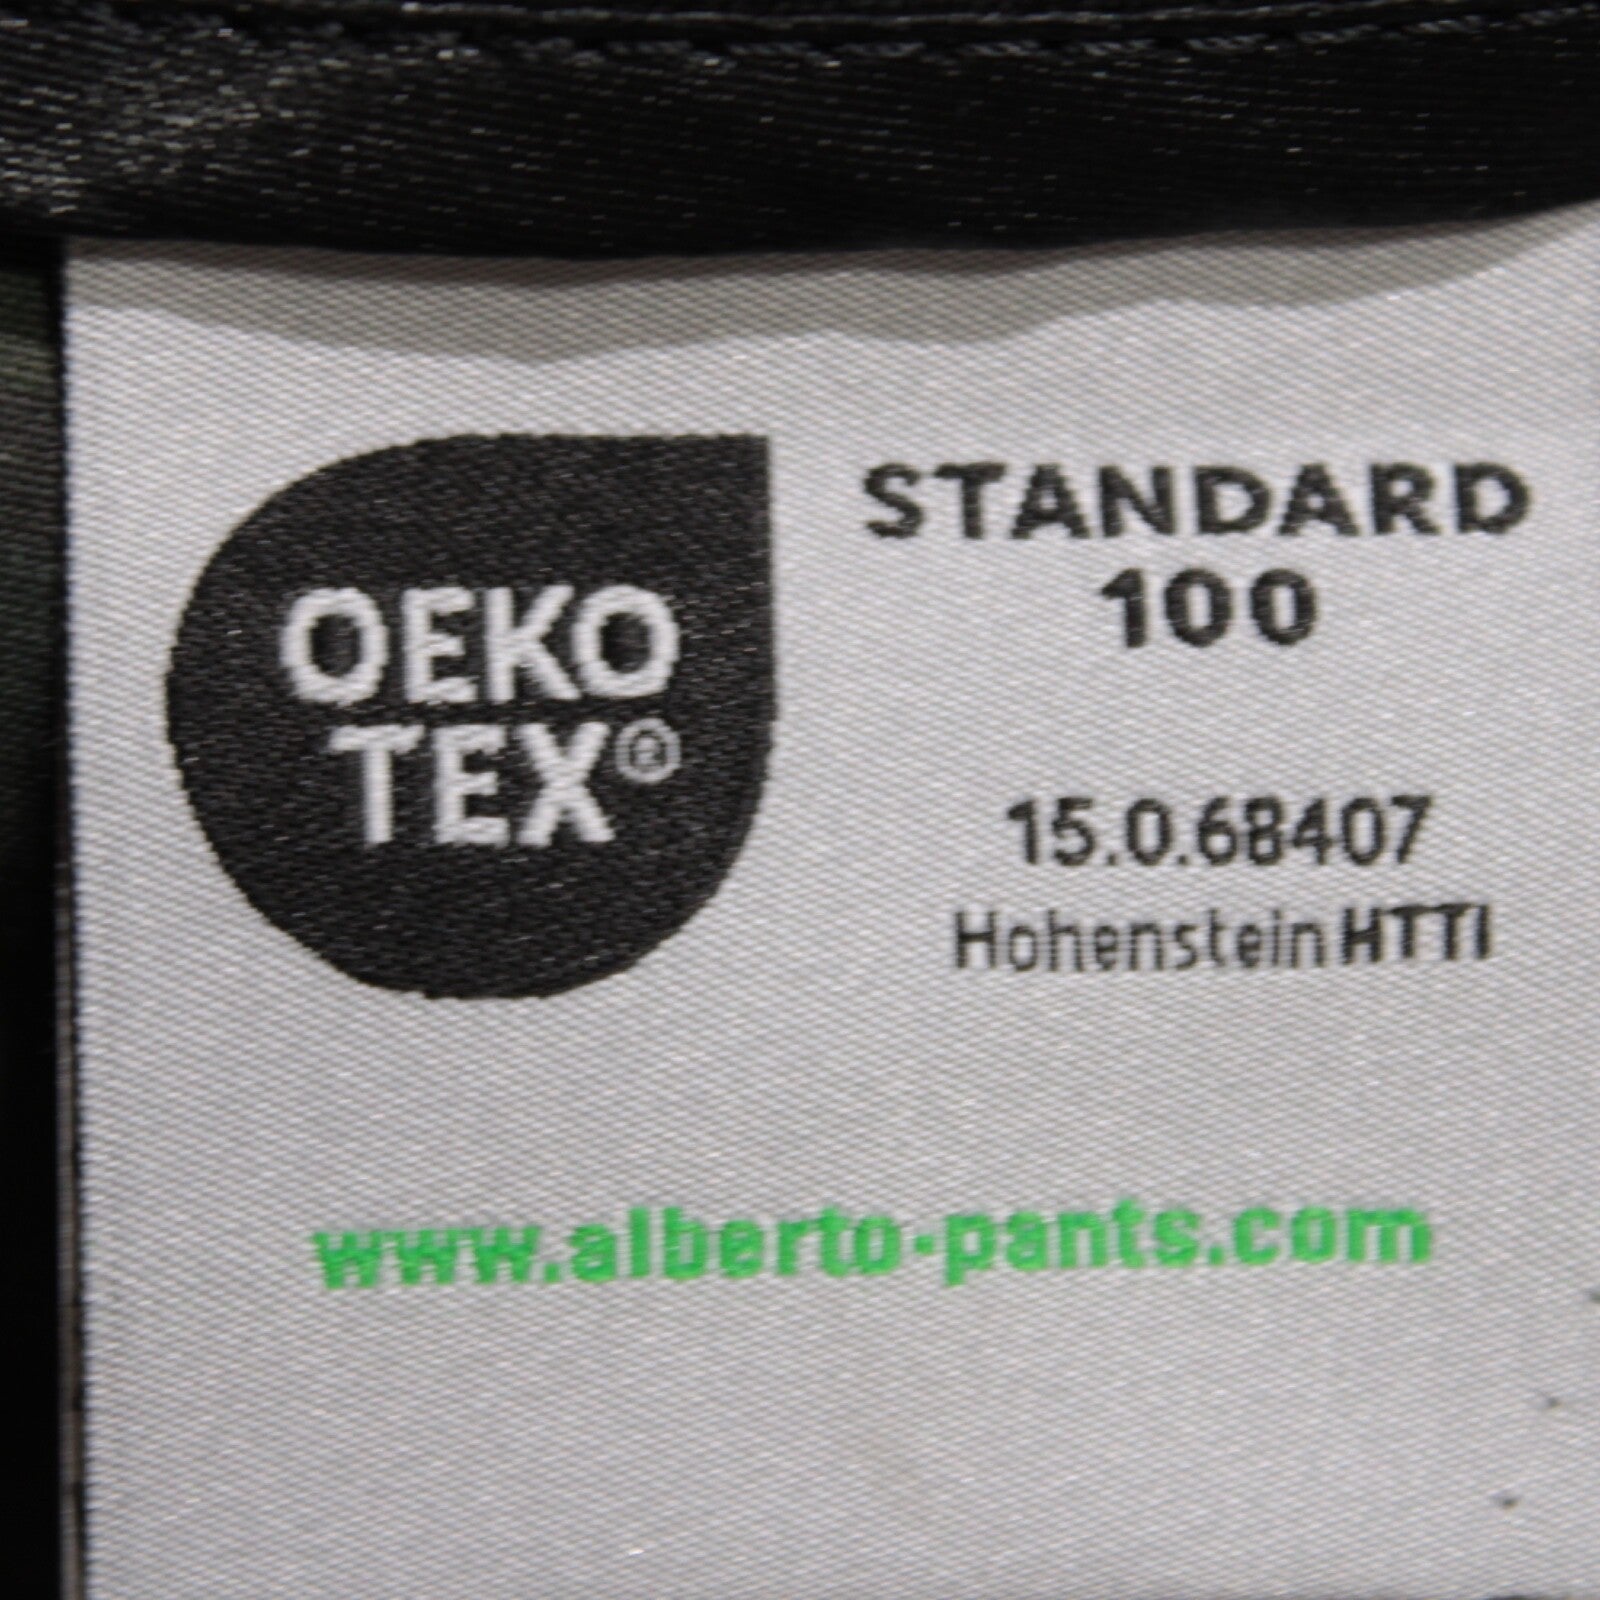 OEKO
TEX®
STANDARD
100
15.0.68407
Hohenstein HTTI
www.alberto-pants.com